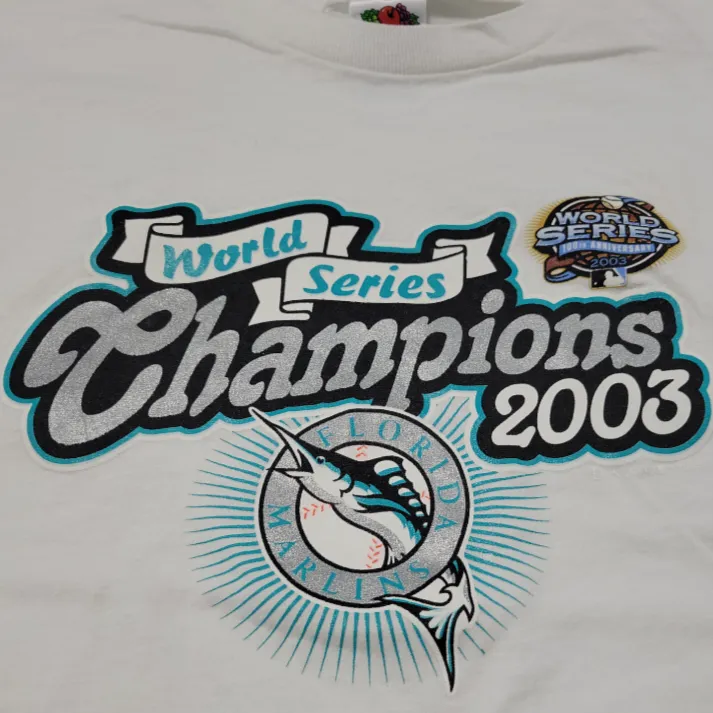 World
Series
Champions
2003
WORLD
SERIES
100TH ANNIVERSARY
2003
FLORIDA
MARLINS